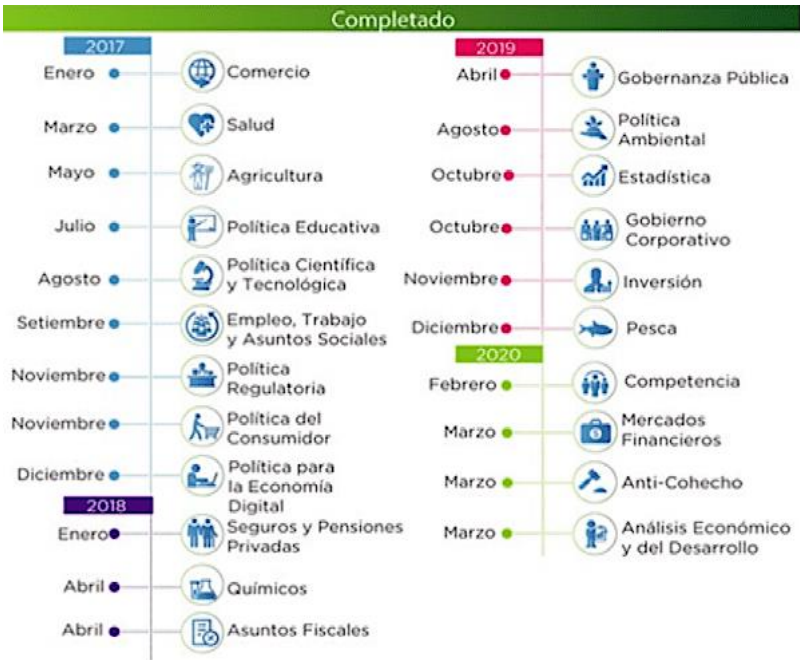 Completado
2017
Enero
Comercio
Marzo
Salud
Mayo
Agricultura
Julio
Política Educativa
Agosto
Política Científica
y Tecnológica
Setiembre
Empleo, Trabajo
y Asuntos Sociales
Noviembre
Política
Regulatoria
Noviembre
Política del
Consumidor
Diciembre
Política para
la Economía
Digital
2018
Enero
Seguros y Pensiones
Privadas
Abril
Químicos
Abril
Asuntos Fiscales
2019
Abril
Gobernanza Pública
Agosto
Política
Ambiental
Octubre
Estadística
Octubre
Gobierno
Corporativo
Noviembre
Inversión
Diciembre
Pesca
2020
Febrero
Competencia
Marzo
Mercados
Financieros
Marzo
Anti-Cohecho
Marzo
Análisis Económico
y del Desarrollo